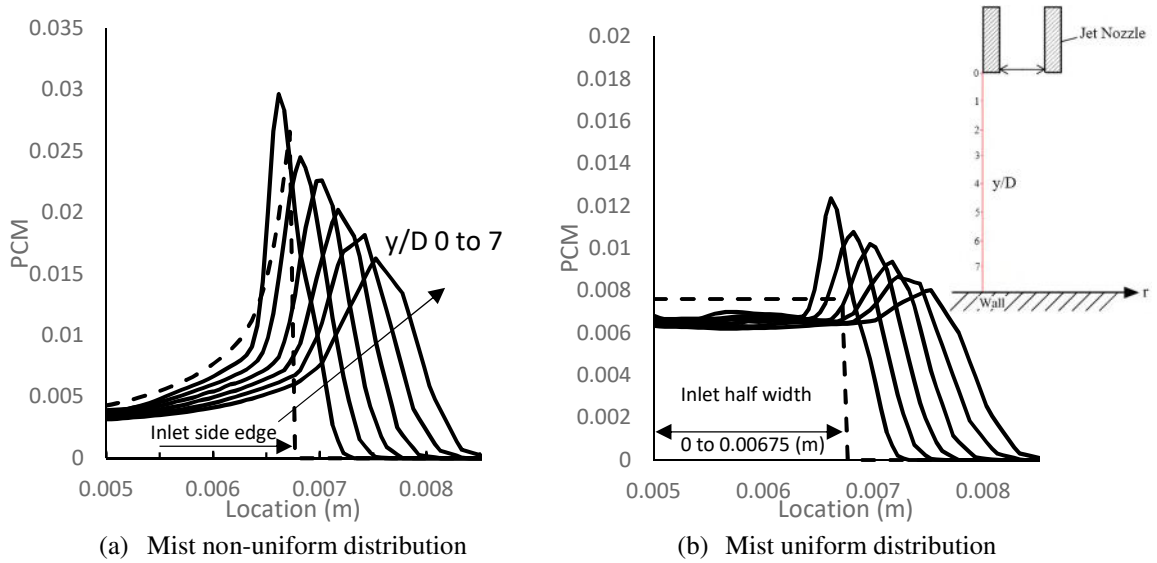 0.035
0.03
0.025
0.02
0.015
0.01
0.005
0
PCM
y/D 0 to 7
Inlet side edge
0.005
0.006
0.007
0.008
Location (m)
(a) Mist non-uniform distribution
0.02
0.018
0.016
0.014
0.012
0.01
0.008
0.006
0.004
0.002
0
PCM
Inlet half width
0 to 0.00675 (m)
0.005
0.006
0.007
0.008
Location (m)
(b) Mist uniform distribution
Jet Nozzle
0
1
2
3
4
5
6
7
y/D
Wall
r